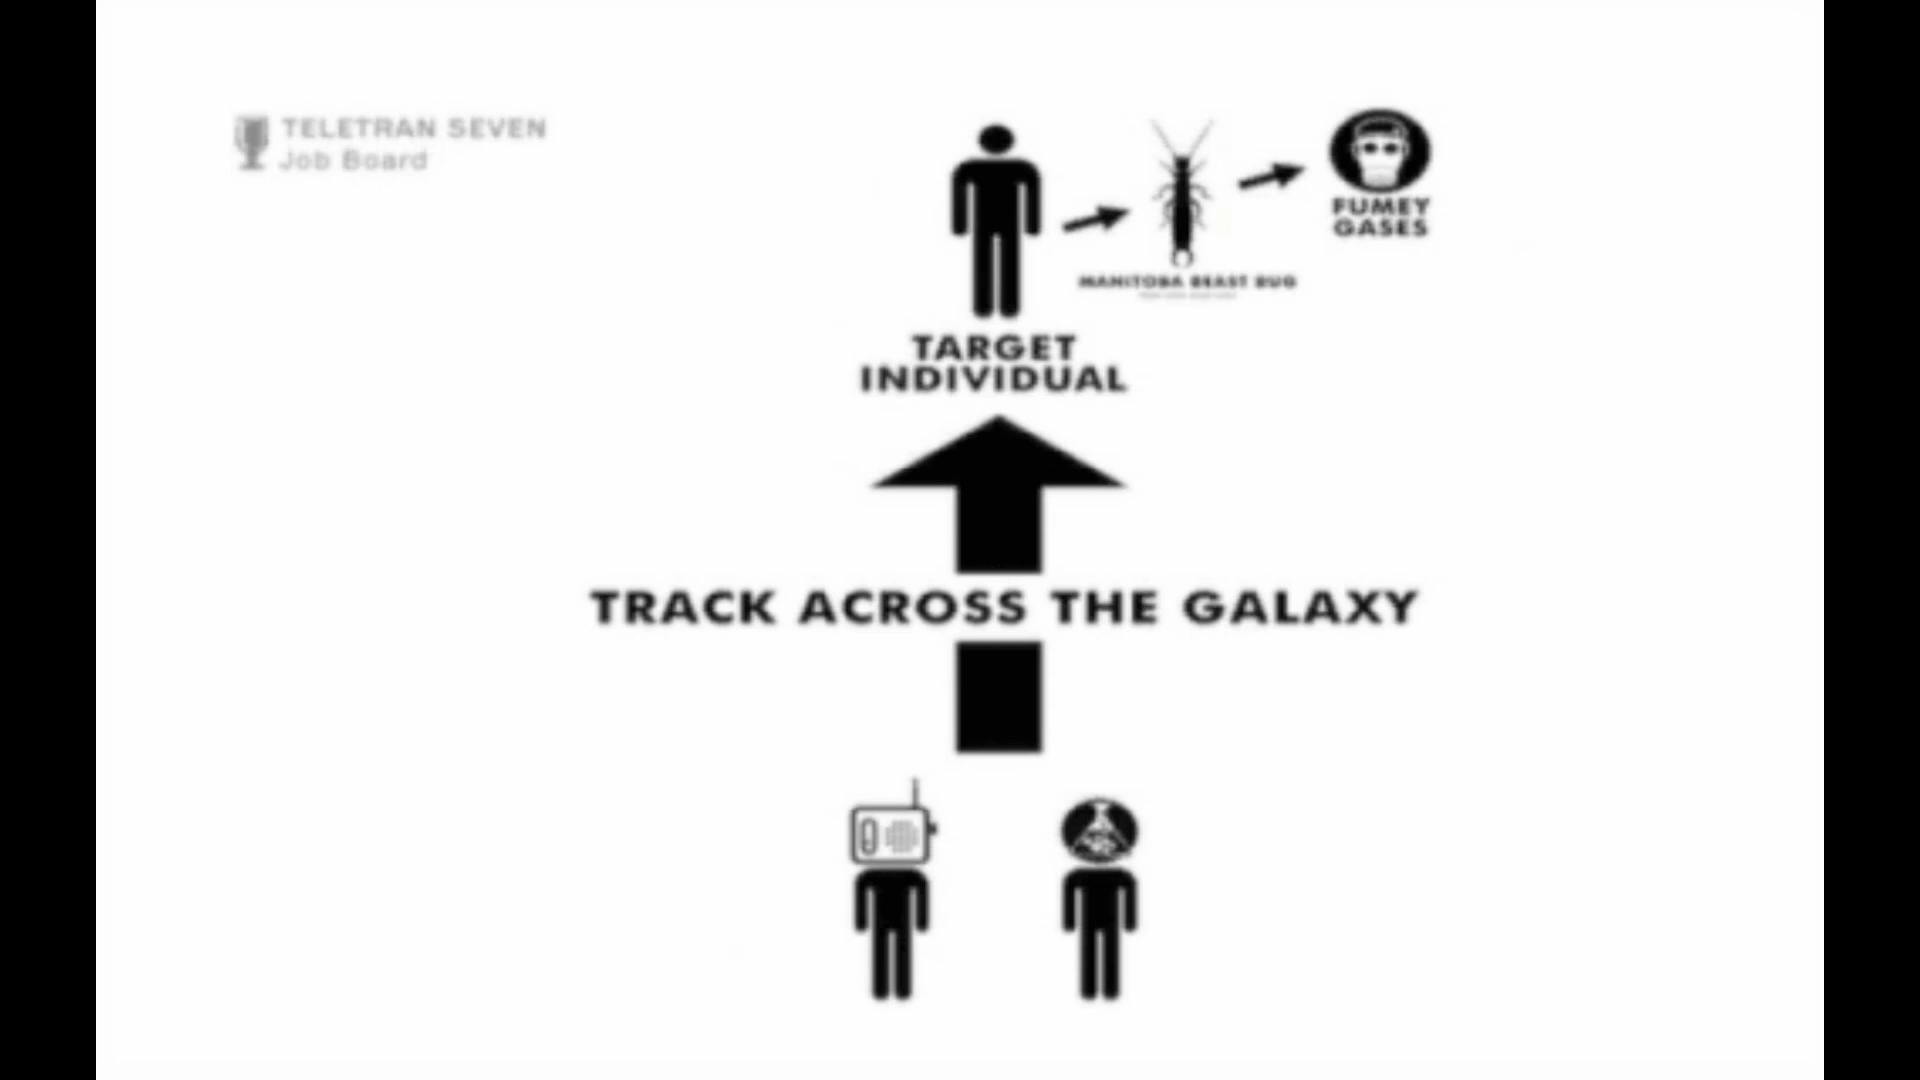 TELETRAN SEVEN
Job Board
FUMEY
GASES
MANITOBA BEAST BUG
TARGET
INDIVIDUAL
TRACK ACROSS THE GALAXY